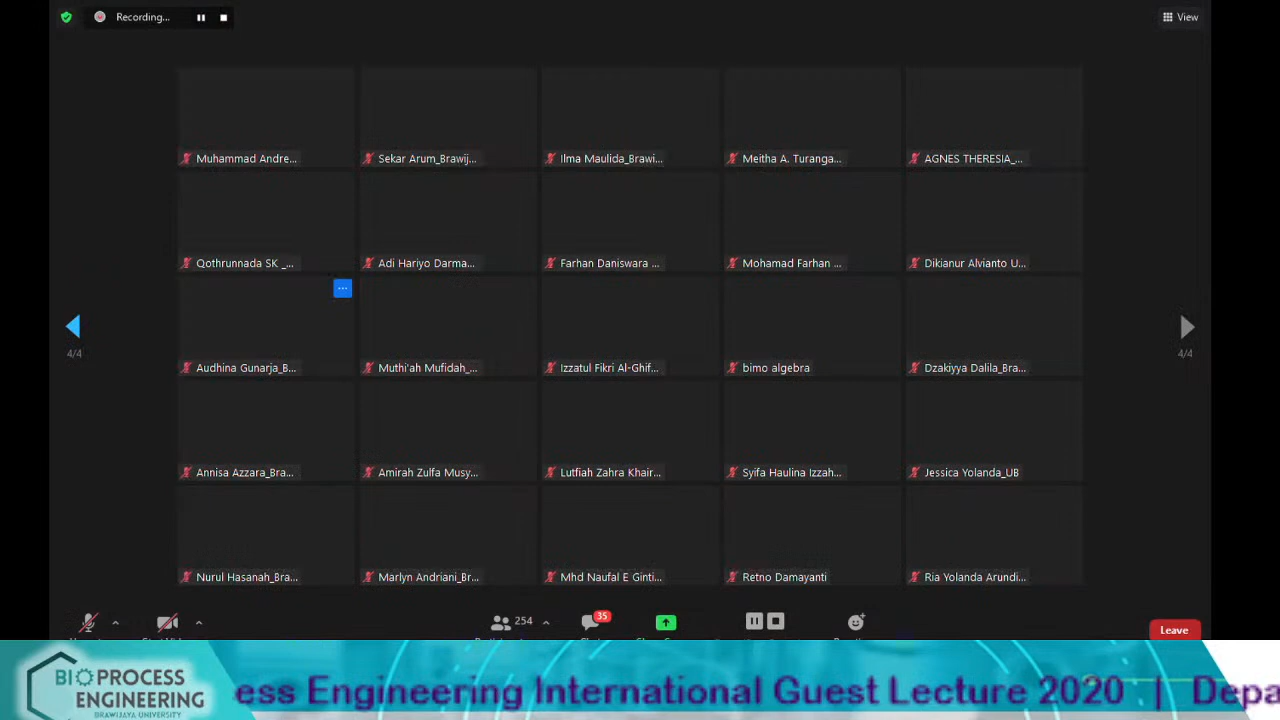 Recording...
View
Muhammad Andre...
Sekar Arum_Brawij...
Ilma Maulida_Brawi...
Meitha A. Turanga...
AGNES THERESIA_...
Qothrunnada SK _...
Adi Hariyo Darma...
Farhan Daniswara ...
Mohamad Farhan ...
Dikianur Alvianto U...
4/4
4/4
Audhina Gunarja_B...
Muthi'ah Mufidah_...
Izzatul Fikri Al-Ghif...
bimo algebra
Dzakiyya Dalila_Bra...
Annisa Azzara_Bra...
Amirah Zulfa Musy...
Lutfiah Zahra Khair...
Syifa Haulina Izzah...
Jessica Yolanda_UB
Nurul Hasanah_Bra...
Marlyn Andriani_Br...
Mhd Naufal E Ginti...
Retno Damayanti
Ria Yolanda Arundi...
254
35
Leave
BIOPROCESS
ENGINEERING
BRAWIJAYA UNIVERSITY
ess Engineering International Guest Lecture 2020 | Depa